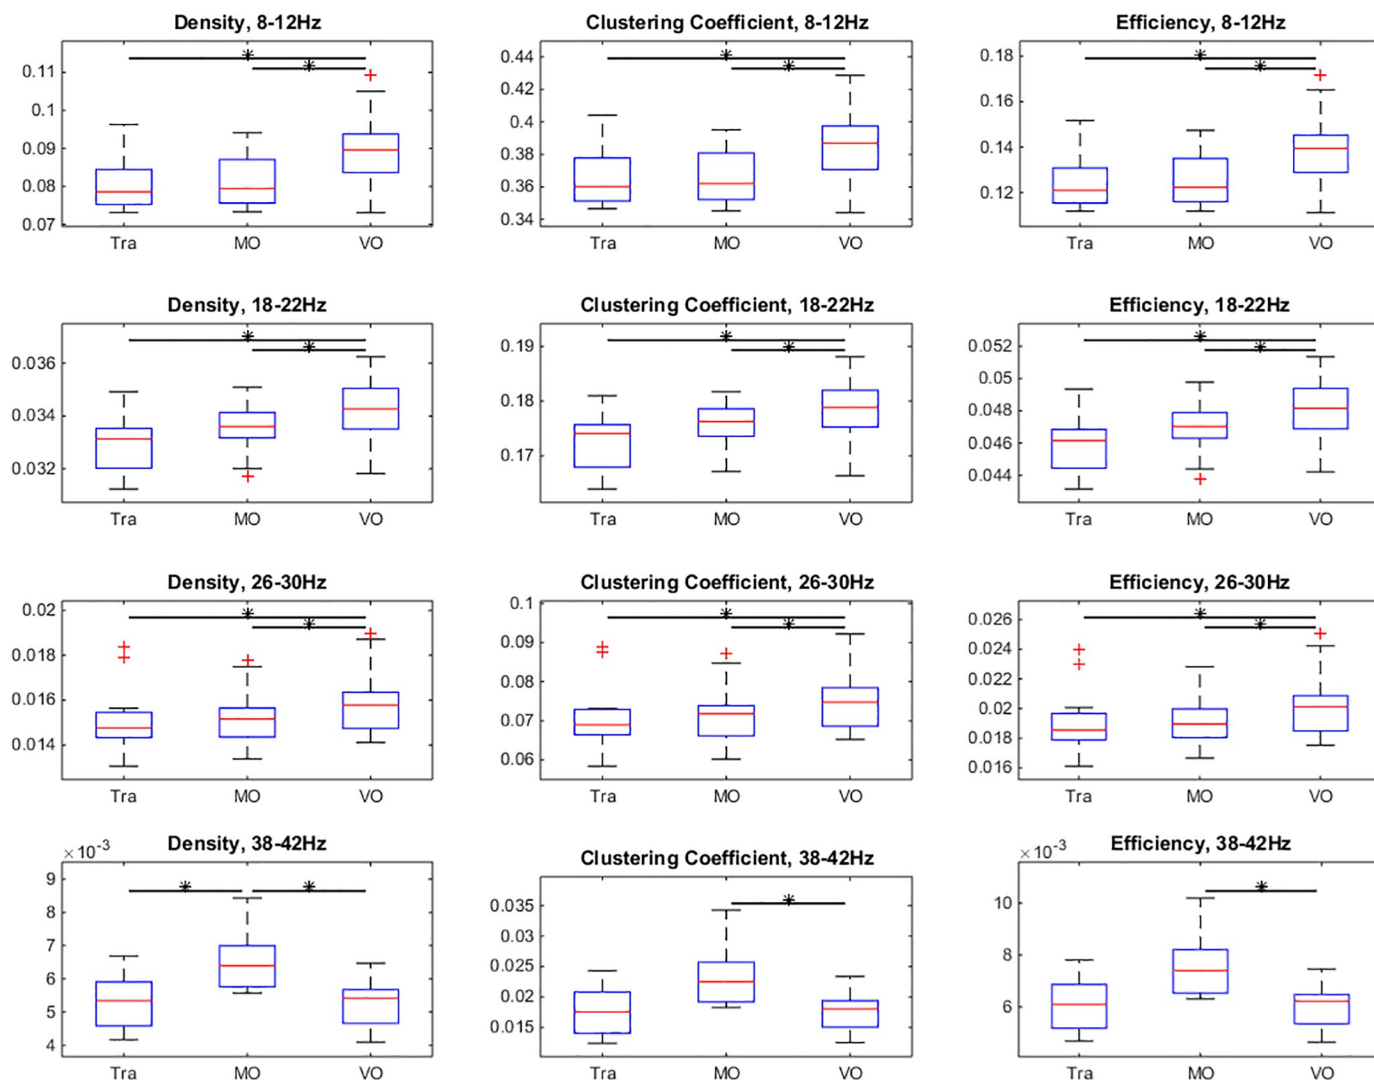 Density, 8-12Hz
0.11
0.1
0.09
0.08
0.07
Tra MO VO
Clustering Coefficient, 8-12Hz
0.44
0.42
0.4
0.38
0.36
0.34
Tra MO VO
Efficiency, 8-12Hz
0.18
0.16
0.14
0.12
Tra MO VO
Density, 18-22Hz
0.036
0.034
0.032
Tra MO VO
Clustering Coefficient, 18-22Hz
0.19
0.18
0.17
Tra MO VO
Efficiency, 18-22Hz
0.052
0.05
0.048
0.046
0.044
Tra MO VO
Density, 26-30Hz
0.02
0.018
0.016
0.014
Tra MO VO
Clustering Coefficient, 26-30Hz
0.1
0.09
0.08
0.07
0.06
Tra MO VO
Efficiency, 26-30Hz
0.026
0.024
0.022
0.02
0.018
0.016
Tra MO VO
Density, 38-42Hz
×10⁻³
9
8
7
6
5
4
Tra MO VO
Clustering Coefficient, 38-42Hz
0.035
0.03
0.025
0.02
0.015
Tra MO VO
Efficiency, 38-42Hz
×10⁻³
10
8
6
Tra MO VO